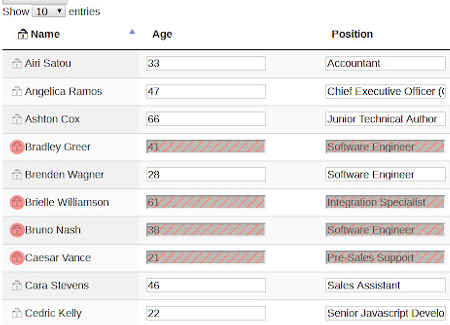 Show 10 entries
Name Age Position
Airi Satou 33 Accountant
Angelica Ramos 47 Chief Executive Officer (
Ashton Cox 66 Junior Technical Author
Bradley Greer 41 Software Engineer
Brenden Wagner 28 Software Engineer
Brielle Williamson 61 Integration Specialist
Bruno Nash 38 Software Engineer
Caesar Vance 21 Pre-Sales Support
Cara Stevens 46 Sales Assistant
Cedric Kelly 22 Senior Javascript Develo